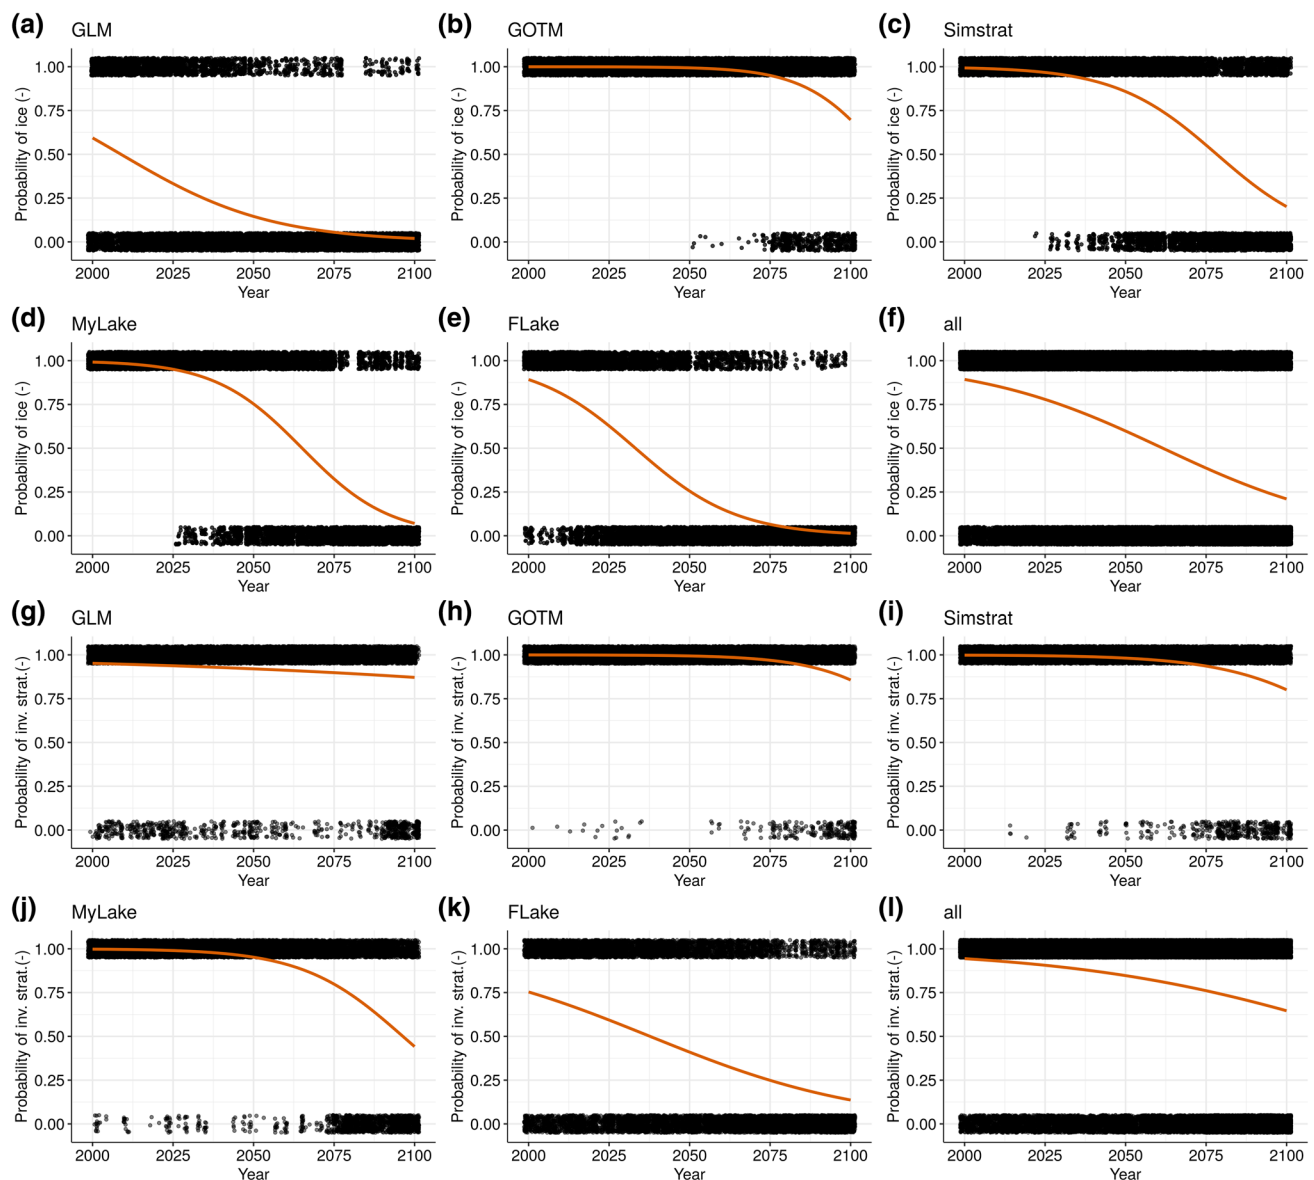 (a) GLM
Probability of ice (-)
1.00
0.75
0.50
0.25
0.00
2000 2025 2050 2075 2100
Year
(b) GOTM
Probability of ice (-)
1.00
0.75
0.50
0.25
0.00
2000 2025 2050 2075 2100
Year
(c) Simstrat
Probability of ice (-)
1.00
0.75
0.50
0.25
0.00
2000 2025 2050 2075 2100
Year
(d) MyLake
Probability of ice (-)
1.00
0.75
0.50
0.25
0.00
2000 2025 2050 2075 2100
Year
(e) FLake
Probability of ice (-)
1.00
0.75
0.50
0.25
0.00
2000 2025 2050 2075 2100
Year
(f) all
Probability of ice (-)
1.00
0.75
0.50
0.25
0.00
2000 2025 2050 2075 2100
Year
(g) GLM
Probability of inv. strat.(-)
1.00
0.75
0.50
0.25
0.00
2000 2025 2050 2075 2100
Year
(h) GOTM
Probability of inv. strat.(-)
1.00
0.75
0.50
0.25
0.00
2000 2025 2050 2075 2100
Year
(i) Simstrat
Probability of inv. strat.(-)
1.00
0.75
0.50
0.25
0.00
2000 2025 2050 2075 2100
Year
(j) MyLake
Probability of inv. strat.(-)
1.00
0.75
0.50
0.25
0.00
2000 2025 2050 2075 2100
Year
(k) FLake
Probability of inv. strat.(-)
1.00
0.75
0.50
0.25
0.00
2000 2025 2050 2075 2100
Year
(l) all
Probability of inv. strat.(-)
1.00
0.75
0.50
0.25
0.00
2000 2025 2050 2075 2100
Year